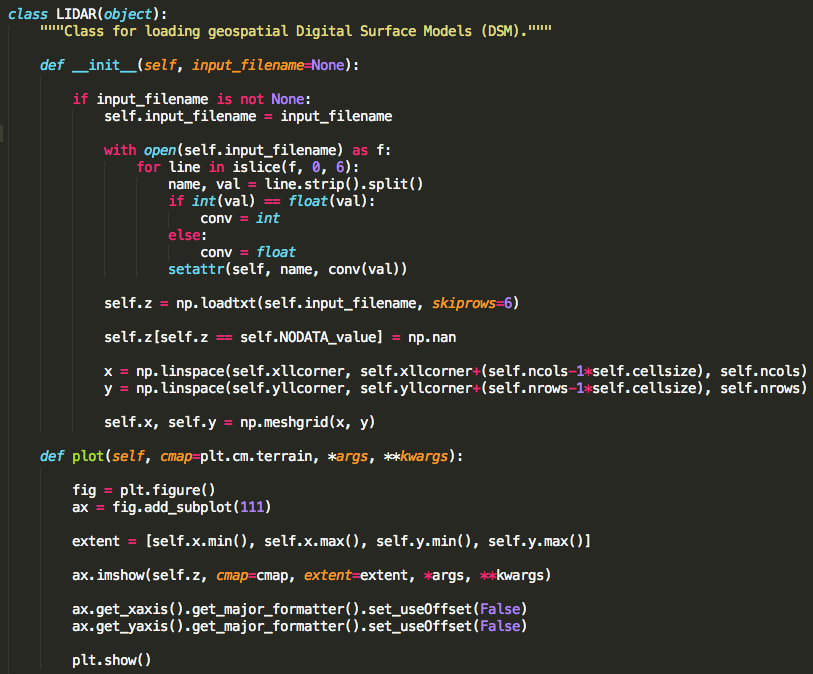 class LIDAR(object):
    """Class for loading geospatial Digital Surface Models (DSM)."""
    def __init__(self, input_filename=None):
        if input_filename is not None:
            self.input_filename = input_filename
            with open(self.input_filename) as f:
                for line in islice(f, 0, 6):
                    name, val = line.strip().split()
                    if int(val) == float(val):
                        conv = int
                    else:
                        conv = float
                    setattr(self, name, conv(val))
            self.z = np.loadtxt(self.input_filename, skiprows=6)
            self.z[self.z == self.NODATA_value] = np.nan
            x = np.linspace(self.xllcorner, self.xllcorner+(self.ncols-1*self.cellsize), self.ncols)
            y = np.linspace(self.yllcorner, self.yllcorner+(self.nrows-1*self.cellsize), self.nrows)
            self.x, self.y = np.meshgrid(x, y)
    def plot(self, cmap=plt.cm.terrain, *args, **kwargs):
        fig = plt.figure()
        ax = fig.add_subplot(111)
        extent = [self.x.min(), self.x.max(), self.y.min(), self.y.max()]
        ax.imshow(self.z, cmap=cmap, extent=extent, *args, **kwargs)
        ax.get_xaxis().get_major_formatter().set_useOffset(False)
        ax.get_yaxis().get_major_formatter().set_useOffset(False)
        plt.show()